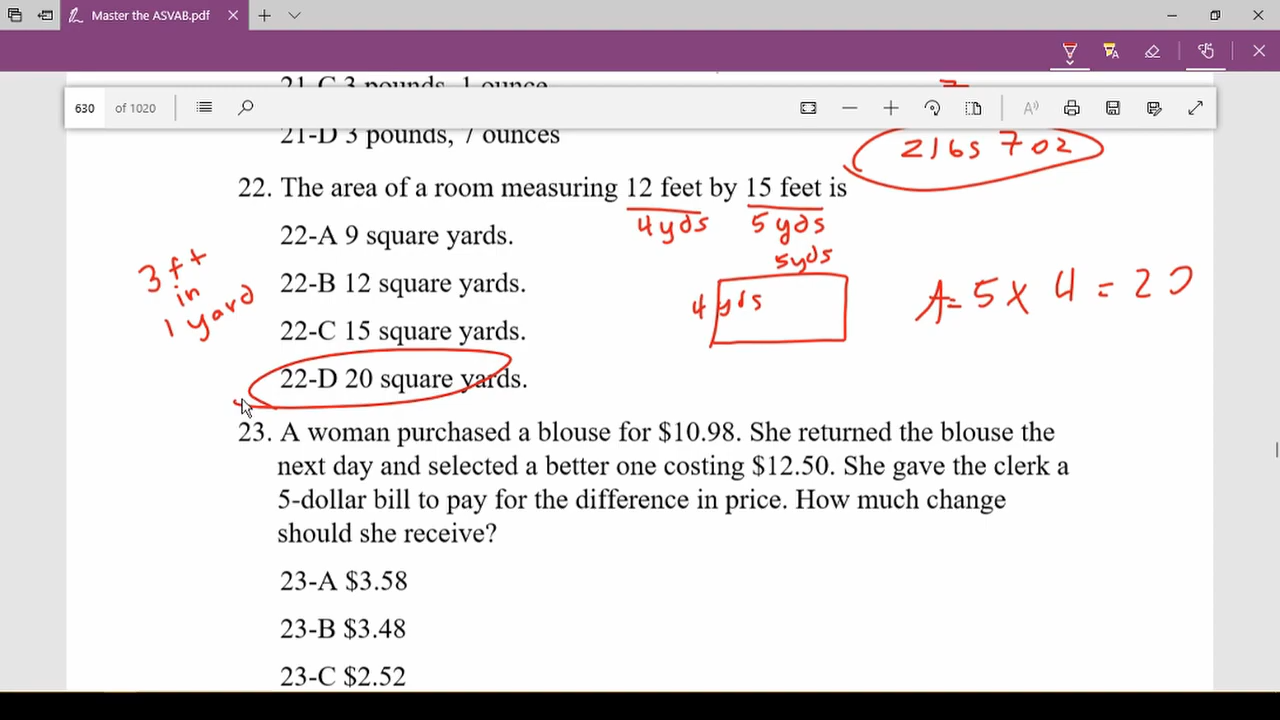 Master the ASVAB.pdf
630 of 1020
21-C 3 pounds, 1 ounce
21-D 3 pounds, 7 ounces
7
2 lbs 7 oz
22. The area of a room measuring 12 feet by 15 feet is
4 yds 5 yds
22-A 9 square yards.
5 yds
3 ft
in
1 yard
22-B 12 square yards.
4 yds
A = 5 x 4 = 20
22-C 15 square yards.
22-D 20 square yards.
23. A woman purchased a blouse for $10.98. She returned the blouse the
next day and selected a better one costing $12.50. She gave the clerk a
5-dollar bill to pay for the difference in price. How much change
should she receive?
23-A $3.58
23-B $3.48
23-C $2.52